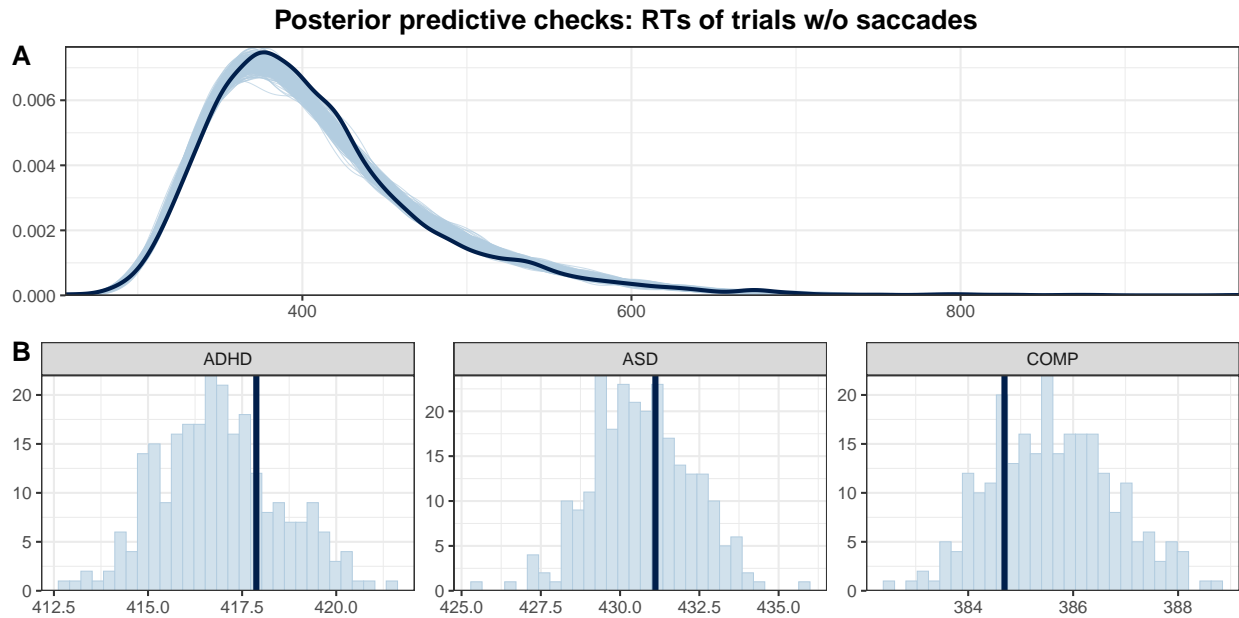 Posterior predictive checks: RTs of trials w/o saccades
A
0.006
0.004
0.002
0.000
400 600 800
B
ADHD ASD COMP
20
15
10
5
0
412.5 415.0 417.5 420.0
20
15
10
5
0
425.0 427.5 430.0 432.5 435.0
20
15
10
5
0
384 386 388